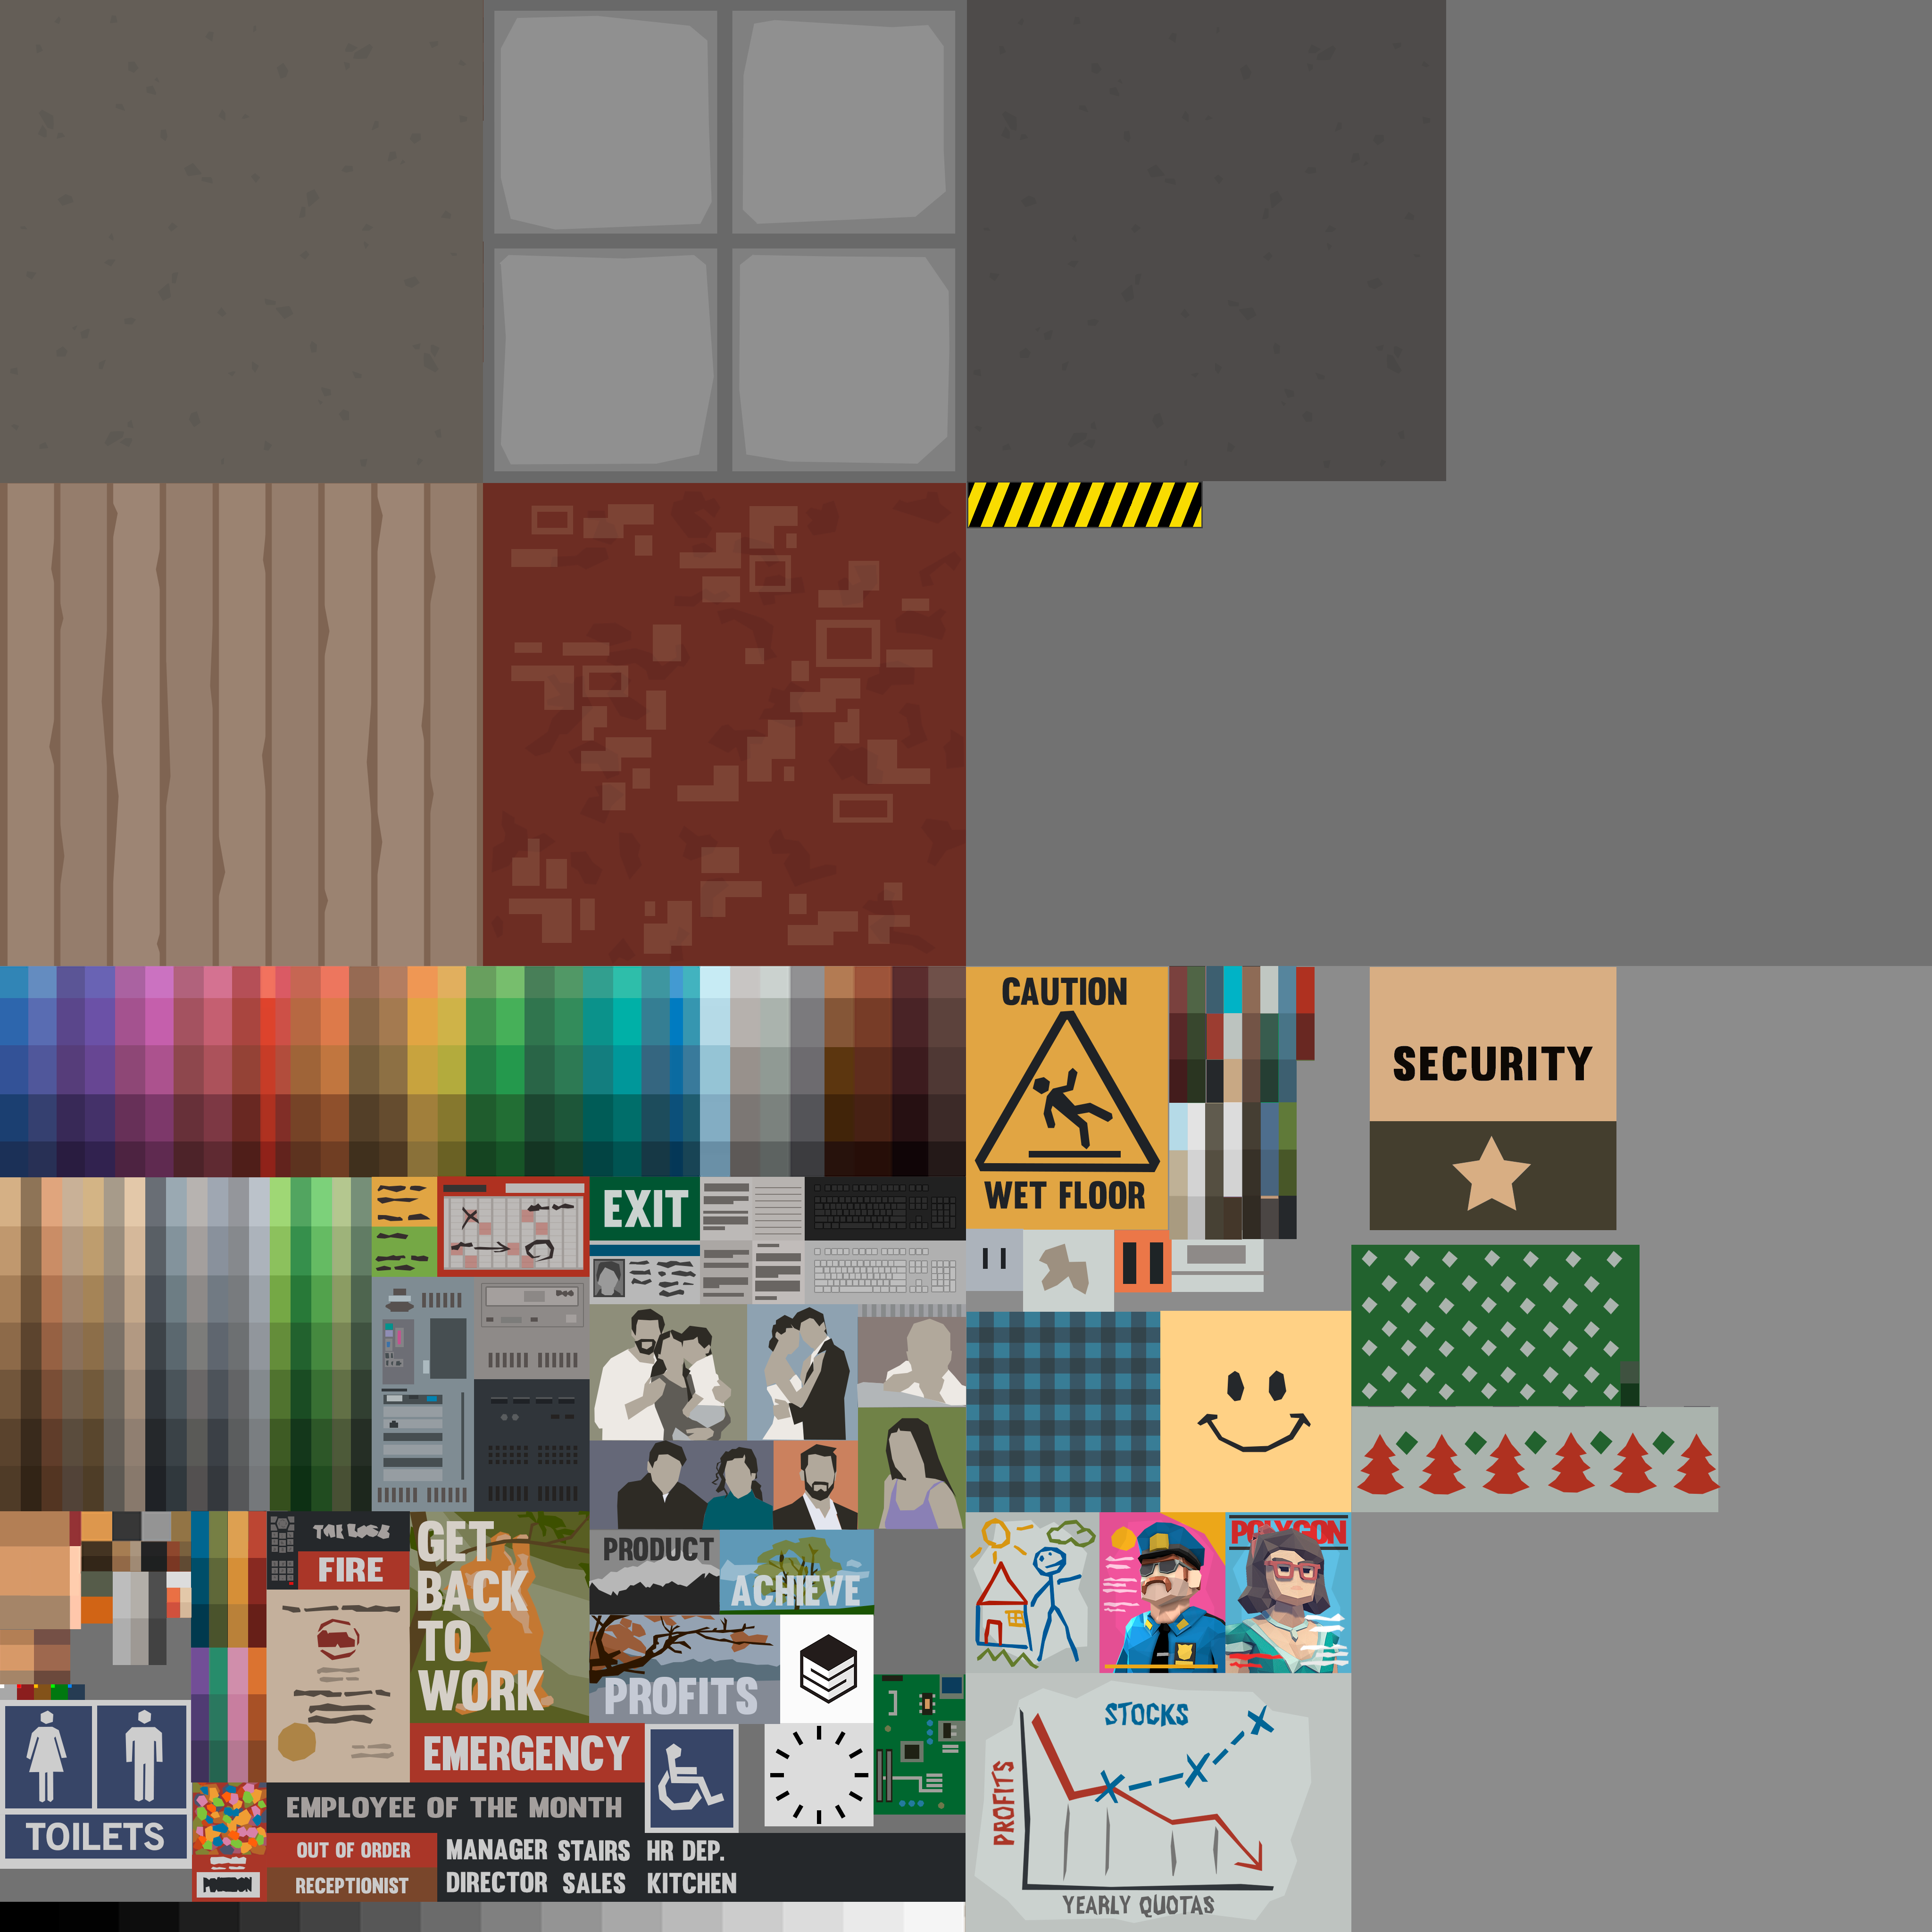 CAUTION
WET FLOOR
SECURITY
EXIT
FIRE
GET
BACK
TO
WORK
PRODUCT
ACHIEVE
PROFITS
POLYGON
EMERGENCY
TOILETS
EMPLOYEE OF THE MONTH
OUT OF ORDER
RECEPTIONIST
MANAGER STAIRS HR DEP.
DIRECTOR SALES KITCHEN
STOCKS
PROFITS
YEARLY QUOTAS